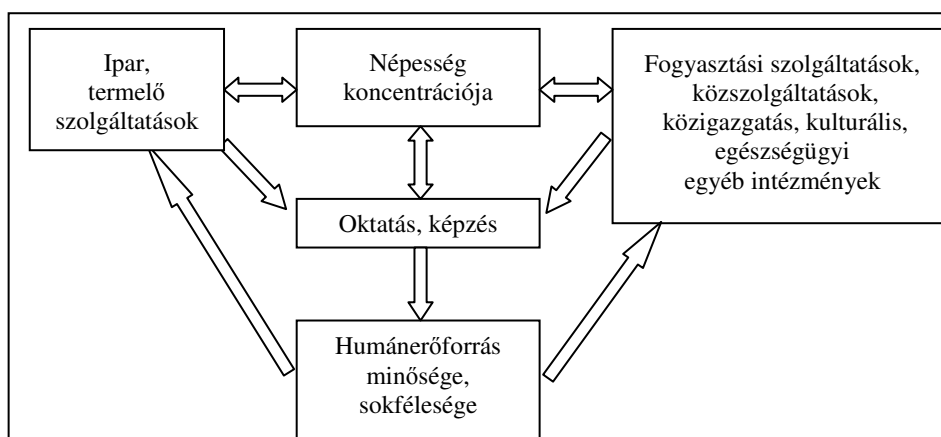 Ipar,
termelő
szolgáltatások
Népesség
koncentrációja
Fogyasztási szolgáltatások,
közszolgáltatások,
közigazgatás, kulturális,
egészségügyi
egyéb intézmények
Oktatás, képzés
Humánerőforrás
minősége,
sokfélesége